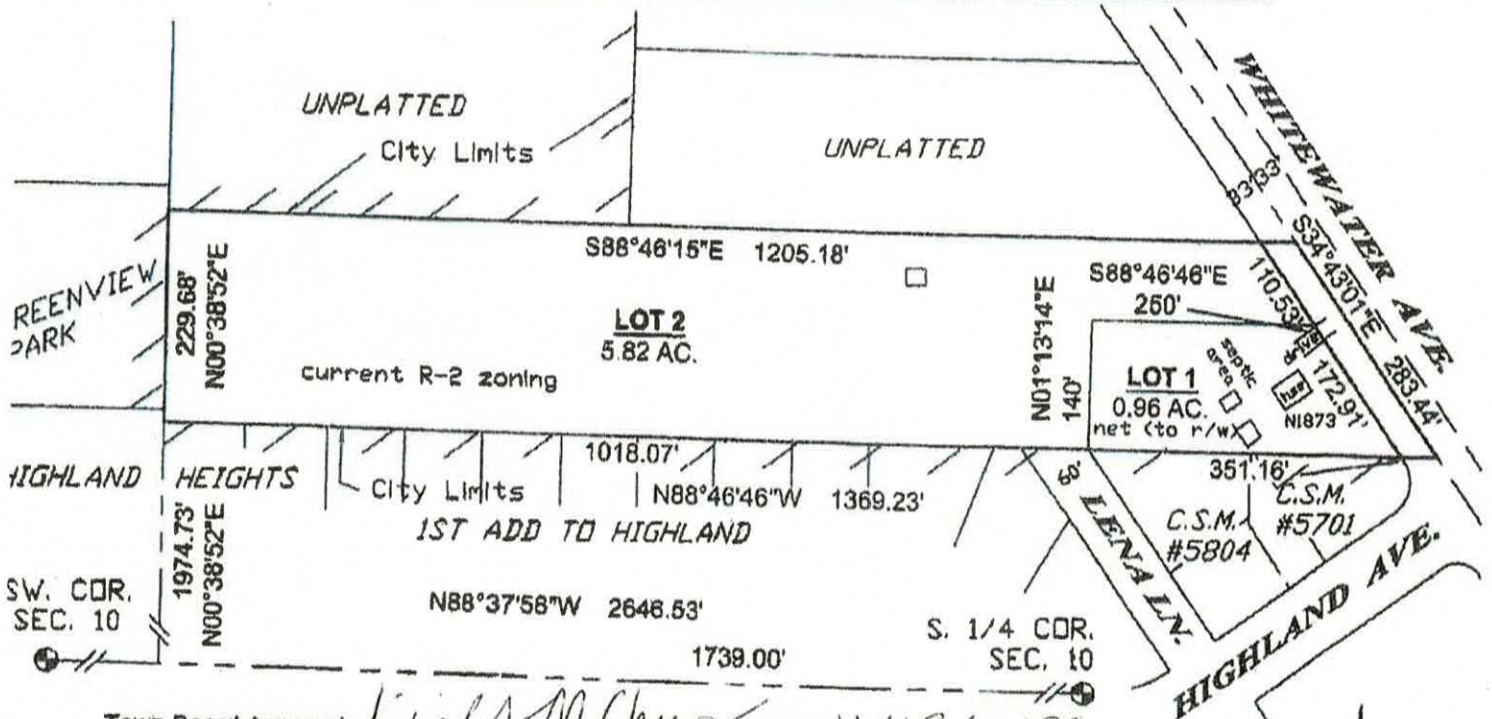 UNPLATTED
City Limits
UNPLATTED
WHITEWATER AVE.
33'
33'
S34°43'01"E 283.44'
S88°46'15"E 1205.18'
S88°46'46"E
250'
110.53'
REENVIEW
PARK
229.68'
N00°38'52"E
LOT 2
5.82 AC.
current R-2 zoning
N01°13'14"E
140'
LOT 1
0.96 AC.
net (to r/w)
septic
area
drive
172.91'
N1873
1018.07'
351.16'
HIGHLAND HEIGHTS
City Limits
N88°46'46"W 1369.23'
1ST ADD TO HIGHLAND
60'
LENA LN.
C.S.M.
#5804
C.S.M.
#5701
HIGHLAND AVE.
1974.73'
N00°38'52"E
SW. COR.
SEC. 10
N88°37'58"W 2646.53'
1739.00'
S. 1/4 COR.
SEC. 10